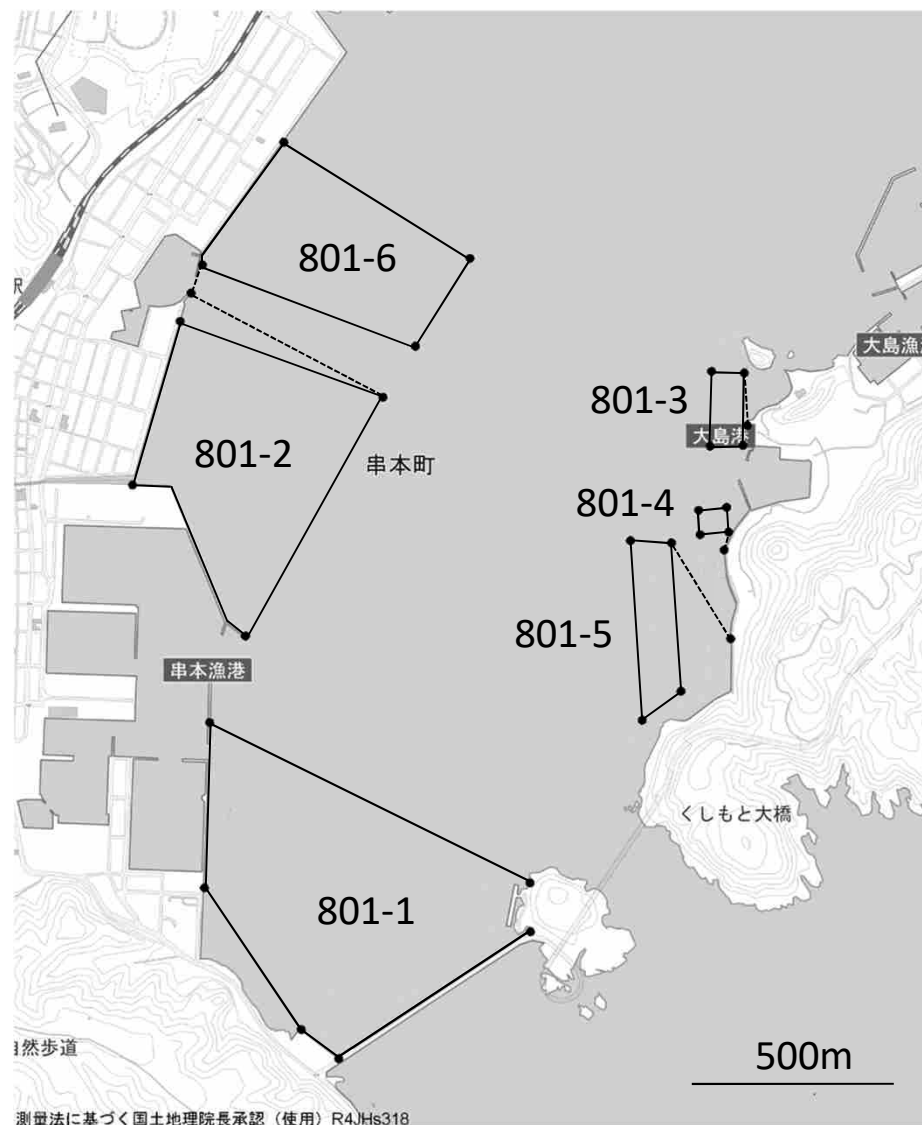 801-6
駅
大島漁
801-3
大島港
801-2
串本町
801-4
801-5
串本漁港
くしもと大橋
801-1
自然歩道
500m
測量法に基づく国土地理院長承認（使用）R4JHs318